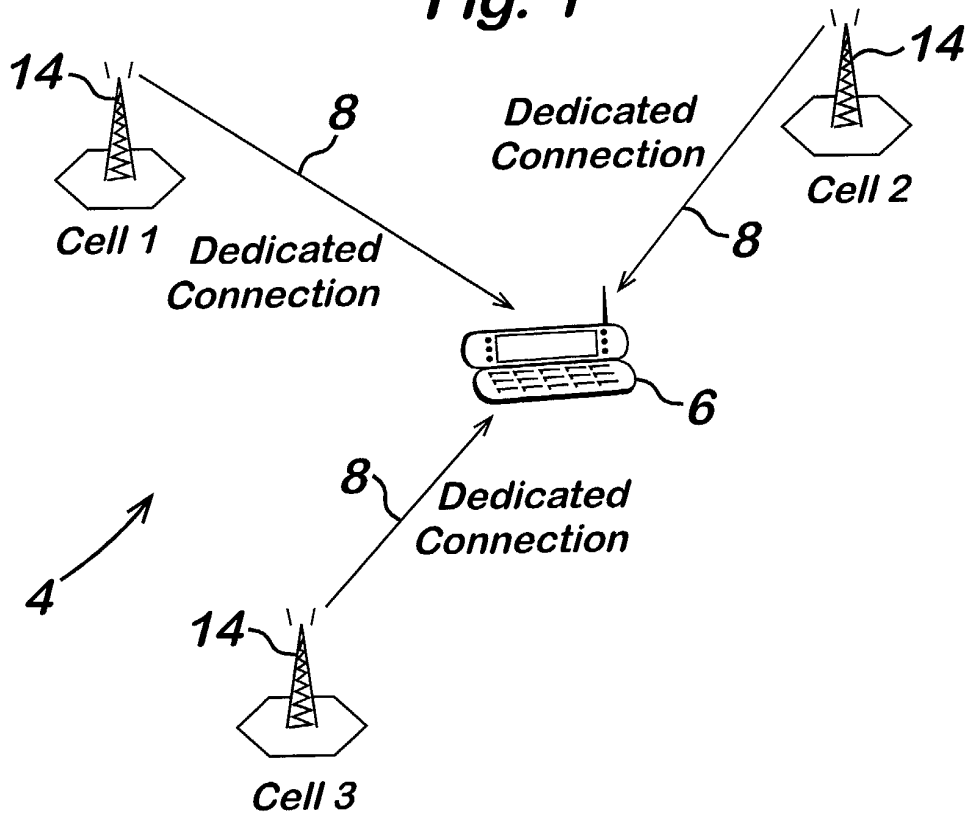 Fig. 1
14
14
8
Dedicated
Connection
Cell 2
Cell 1
8
Dedicated
Connection
6
8
Dedicated
Connection
4
14
Cell 3